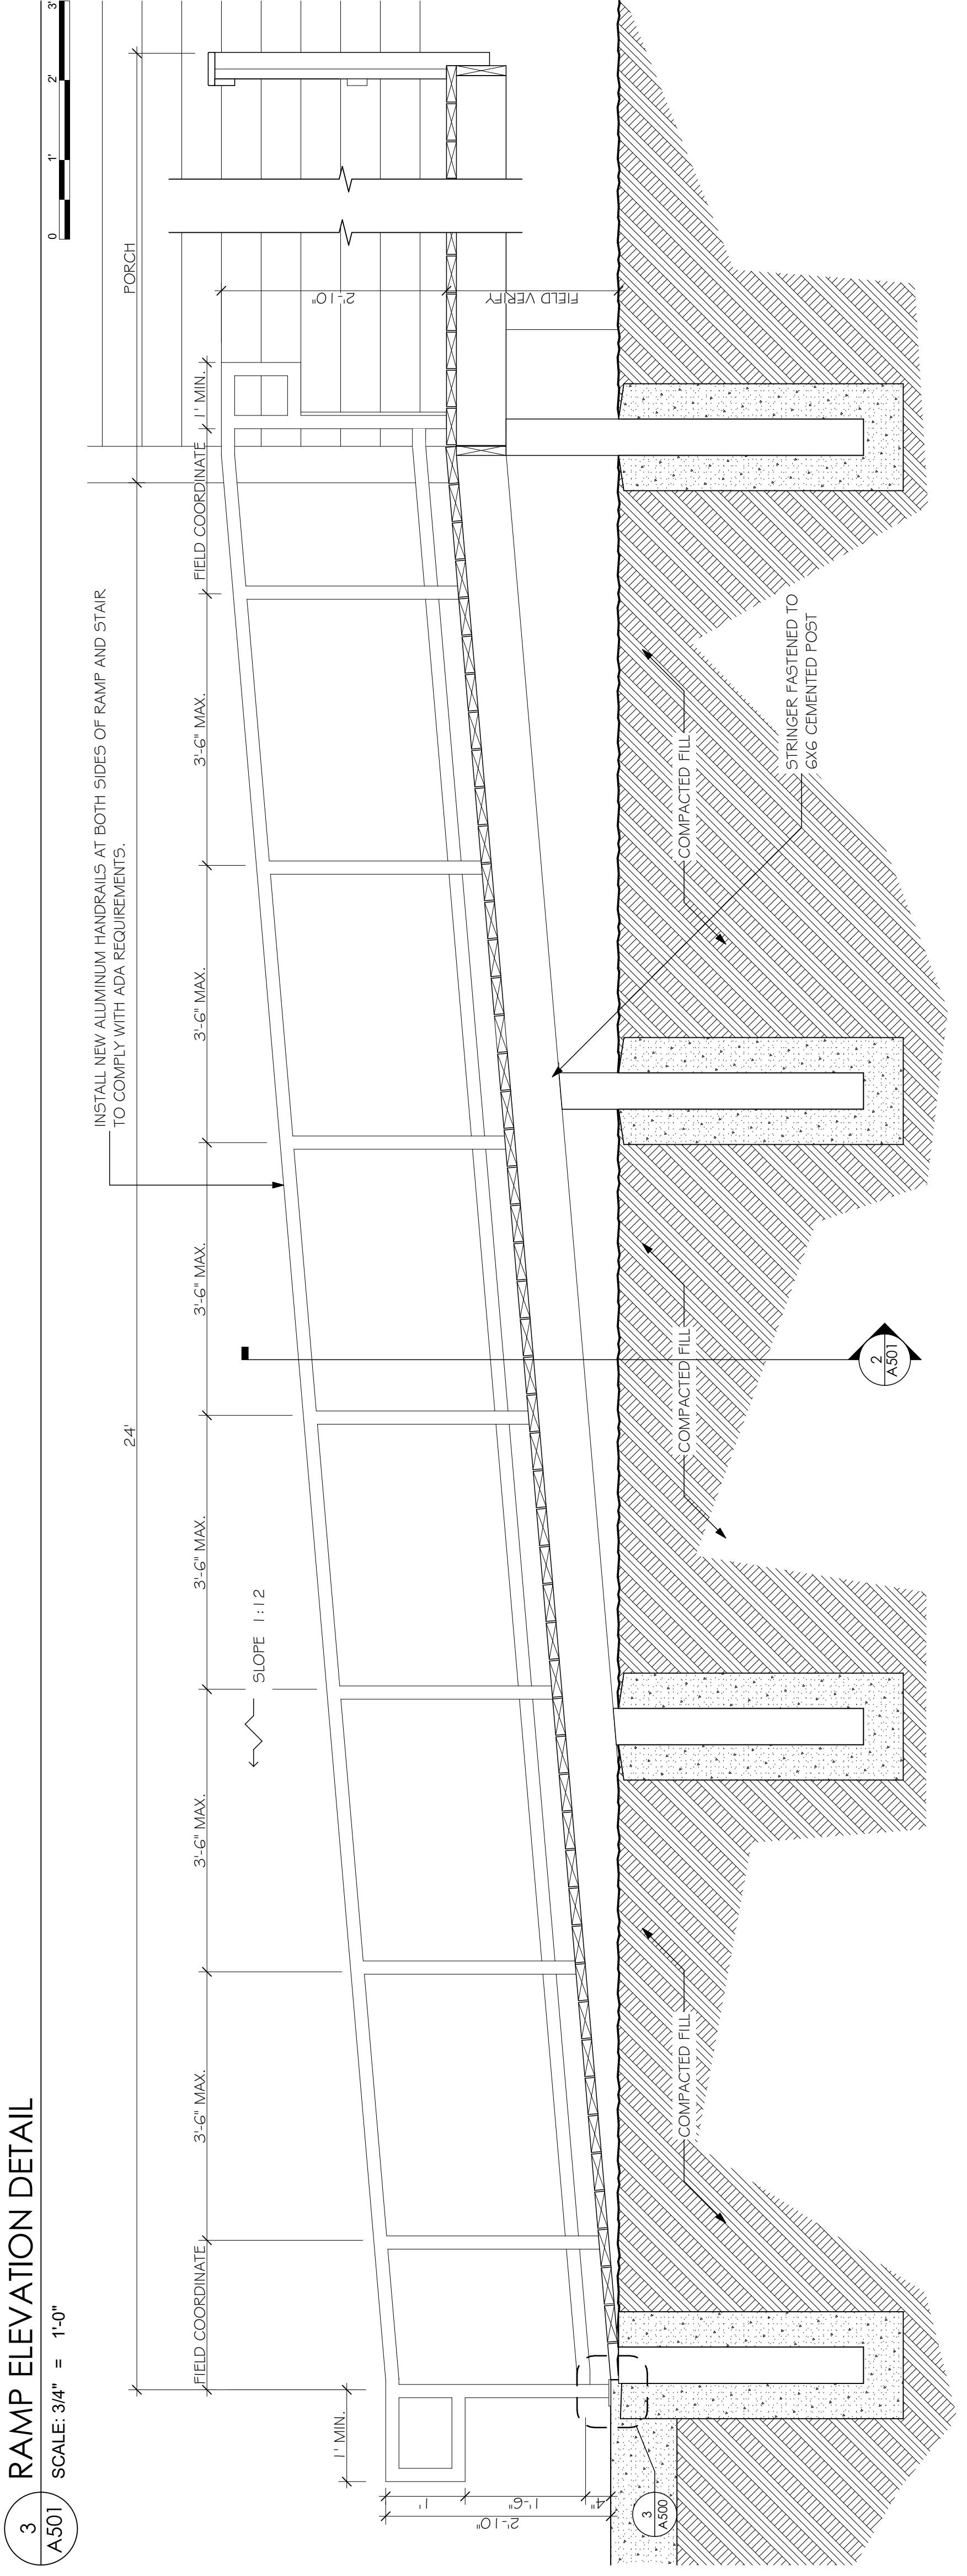 3
A501
RAMP ELEVATION DETAIL
SCALE: 3/4" = 1'-0"
0
1'
2'
3'
INSTALL NEW ALUMINUM HANDRAILS AT BOTH SIDES OF RAMP AND STAIR
TO COMPLY WITH ADA REQUIREMENTS.
24'
PORCH
1' MIN.
FIELD COORDINATE
3'-6" MAX.
3'-6" MAX.
3'-6" MAX.
3'-6" MAX.
3'-6" MAX.
3'-6" MAX.
FIELD COORDINATE
1' MIN.
SLOPE 1:12
2'-10"
FIELD VERIFY
1'
1'-6"
4"
2'-10"
3
A500
COMPACTED FILL
COMPACTED FILL
COMPACTED FILL
2
A501
STRINGER FASTENED TO
6X6 CEMENTED POST